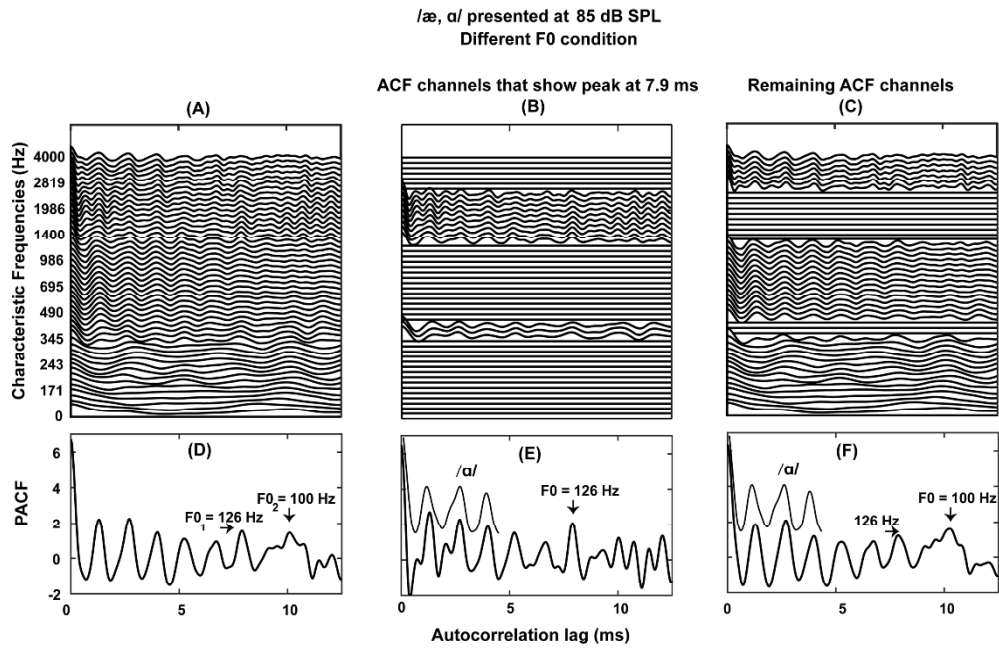 /æ, ɑ/ presented at 85 dB SPL
Different F0 condition
ACF channels that show peak at 7.9 ms
Remaining ACF channels
(A)
(B)
(C)
Characteristic Frequencies (Hz)
4000
2819
1986
1400
986
695
490
345
243
171
0
PACF
6
4
2
0
-2
(D)
F0₁ = 126 Hz
F0₂ = 100 Hz
0
5
10
(E)
/ɑ/
F0 = 126 Hz
0
5
10
(F)
/ɑ/
F0 = 100 Hz
126 Hz
0
5
10
Autocorrelation lag (ms)